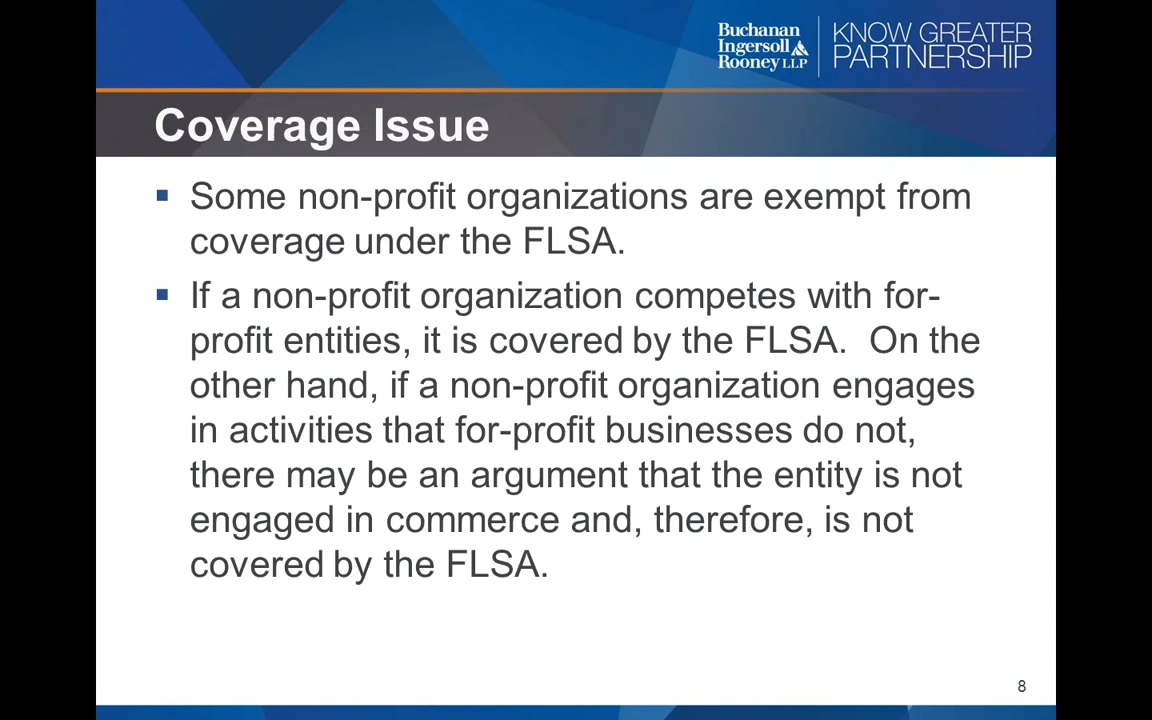 Buchanan
Ingersoll
Rooney LLP
KNOW GREATER
PARTNERSHIP
Coverage Issue
Some non-profit organizations are exempt from
coverage under the FLSA.
If a non-profit organization competes with for-
profit entities, it is covered by the FLSA. On the
other hand, if a non-profit organization engages
in activities that for-profit businesses do not,
there may be an argument that the entity is not
engaged in commerce and, therefore, is not
covered by the FLSA.
8